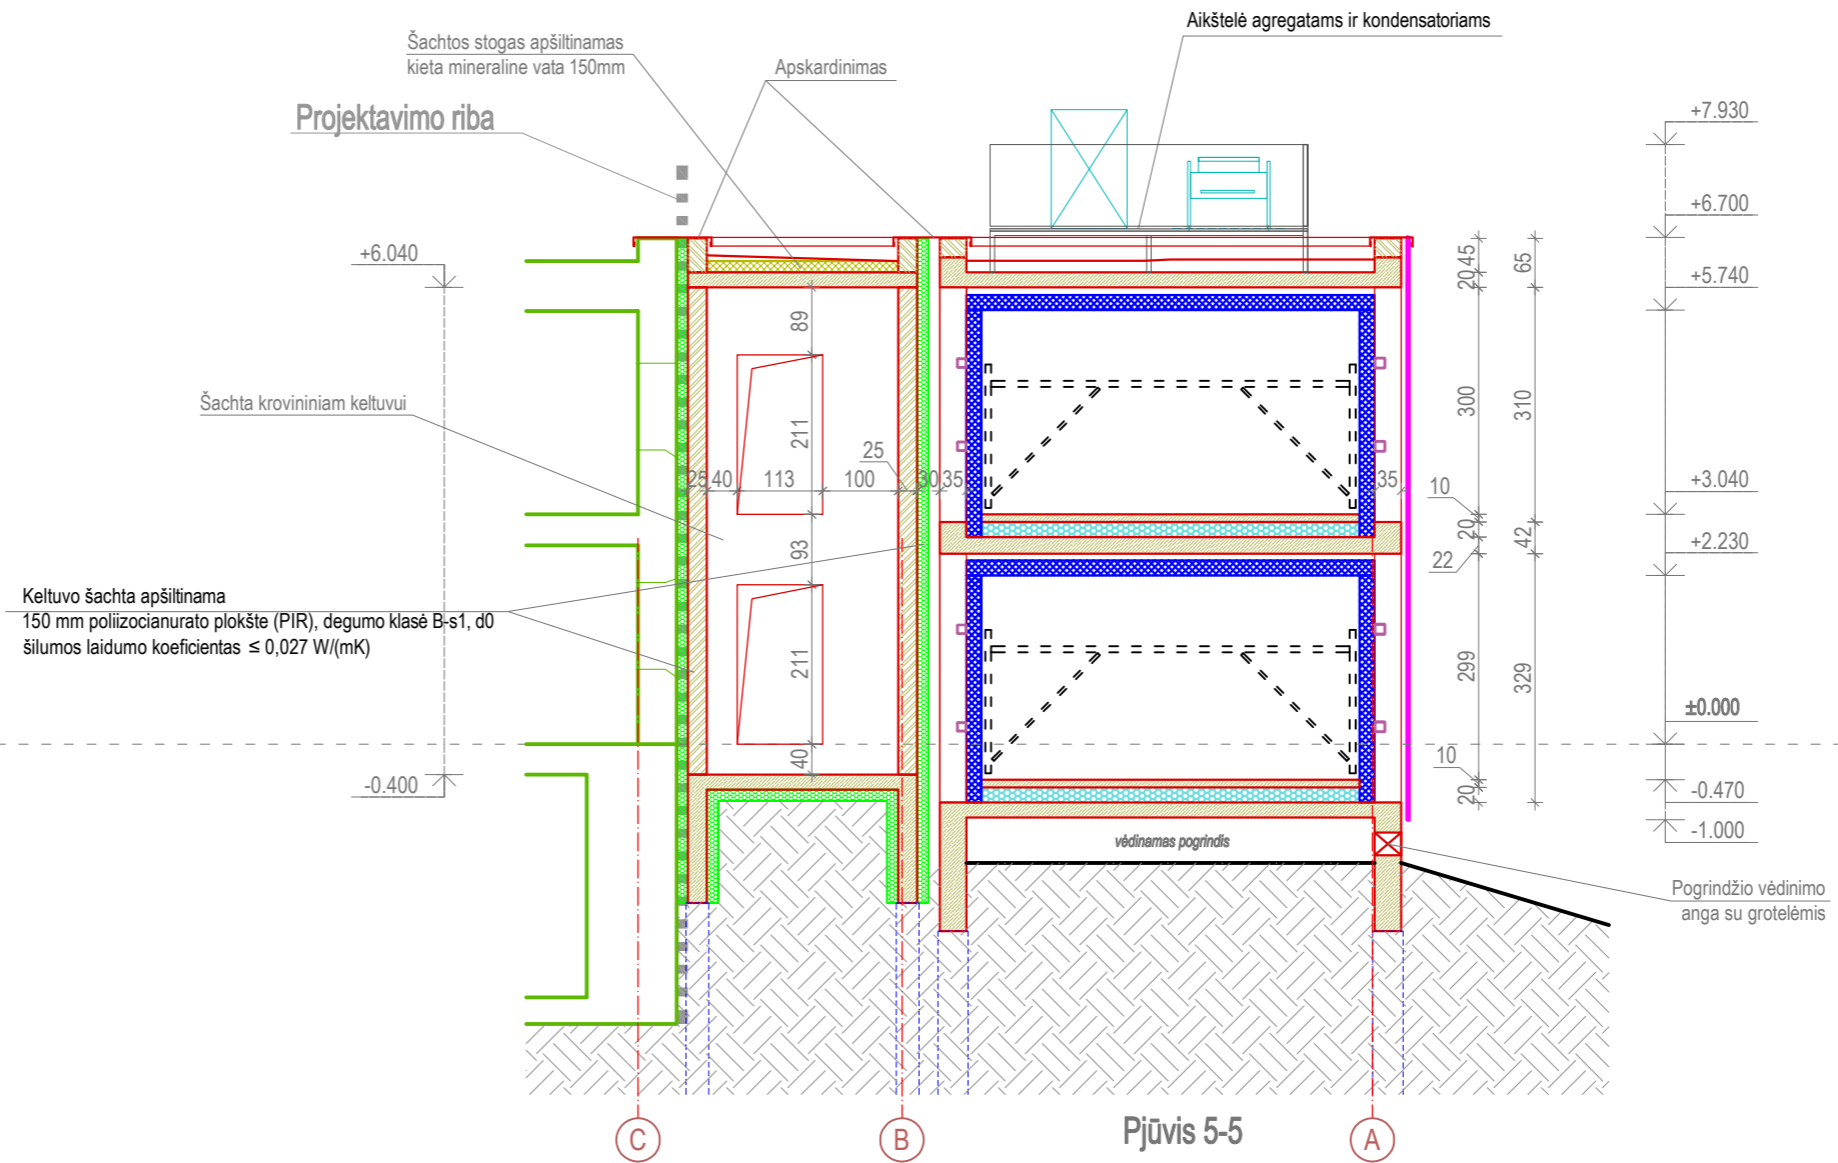 Aikštelė agregatams ir kondensatoriams
Šachtos stogas apšiltinamas
kieta mineraline vata 150mm
Apskardinimas
Projektavimo riba
+7.930
+6.700
+6.040
+5.740
45
20
65
89
300
310
Šachta krovininiam keltuvui
211
25
25
40
113
100
30
35
35
10
+3.040
20
42
93
22
+2.230
Keltuvo šachta apšiltinama
150 mm poliizocianurato plokšte (PIR), degumo klasė B-s1, d0
šilumos laidumo koeficientas ≤ 0,027 W/(mK)
211
299
329
±0.000
40
10
-0.400
20
-0.470
-1.000
vėdinamas pogrindis
Pogrindžio vėdinimo
anga su grotelėmis
C
B
Pjūvis 5-5
A